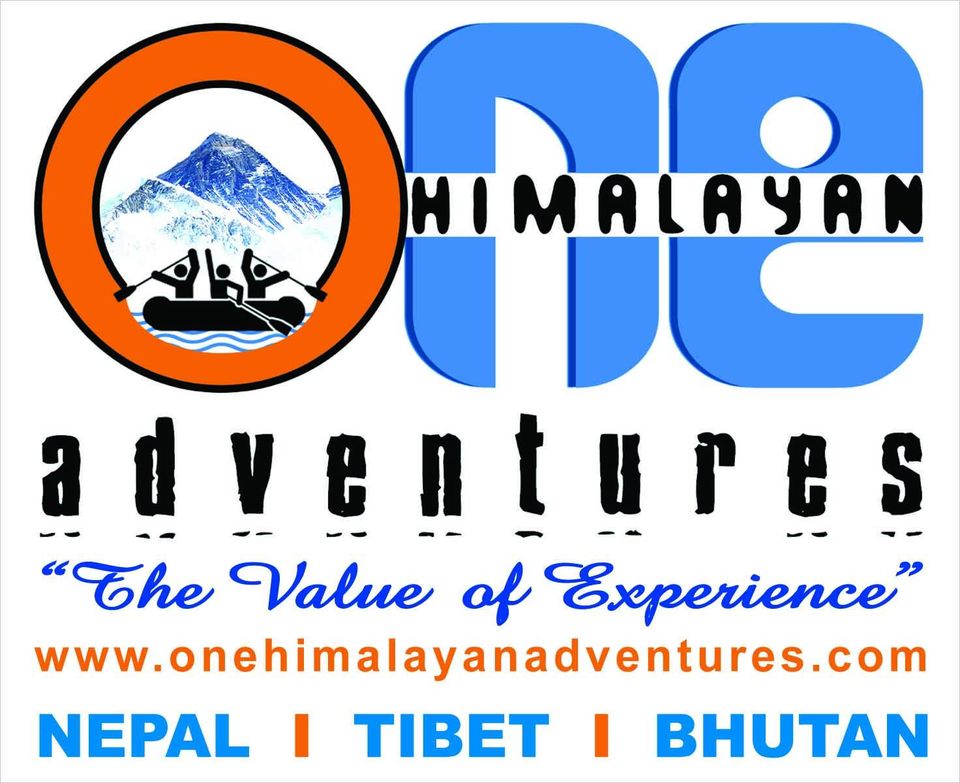 One
HIMALAYAN
adventures
“The Value of Experience”
www.onehimalayanadventures.com
NEPAL I TIBET I BHUTAN